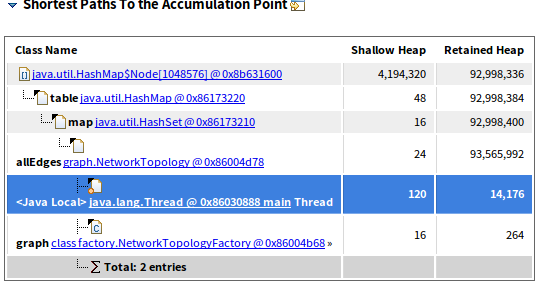 Shortest Paths To the Accumulation Point
Class Name Shallow Heap Retained Heap
java.util.HashMap$Node[1048576] @ 0x8b631600 4,194,320 92,998,336
table java.util.HashMap @ 0x86173220 48 92,998,384
map java.util.HashSet @ 0x86173210 16 92,998,400
allEdges graph.NetworkTopology @ 0x86004d78 24 93,565,992
<Java Local> java.lang.Thread @ 0x86030888 main Thread 120 14,176
graph class factory.NetworkTopologyFactory @ 0x86004b68 » 16 264
Total: 2 entries